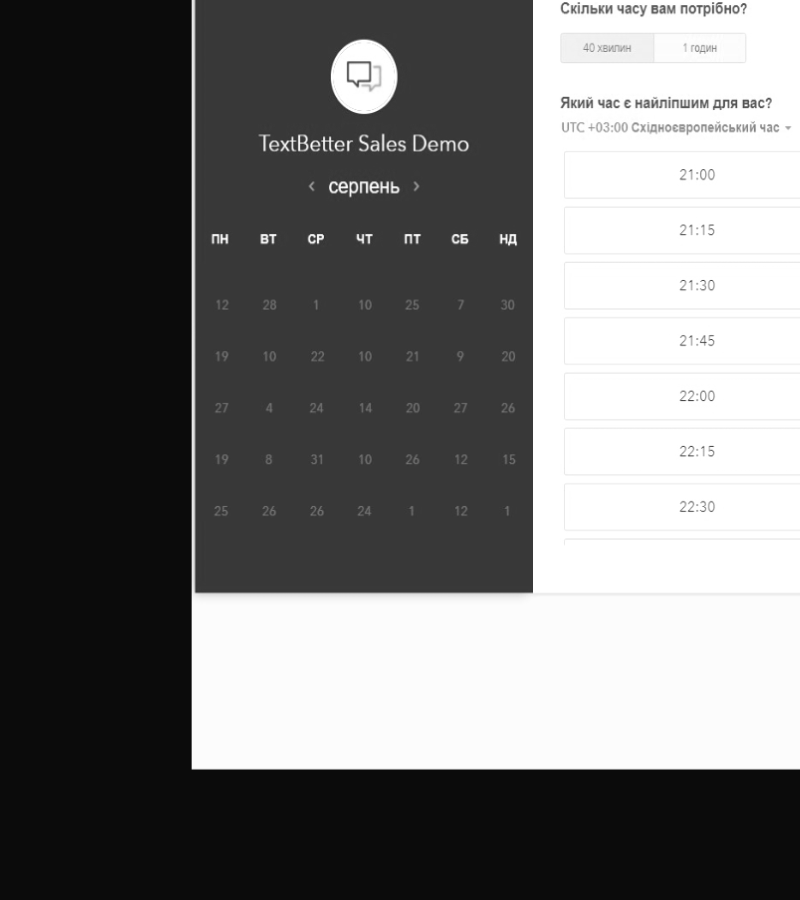 TextBetter Sales Demo
‹ серпень ›
ПН ВТ СР ЧТ ПТ СБ НД
12 28 1 10 25 7 30
19 10 22 10 21 9 20
27 4 24 14 20 27 26
19 8 31 10 26 12 15
25 26 26 24 1 12 1
Скільки часу вам потрібно?
40 хвилин 1 годин
Який час є найліпшим для вас?
UTC +03:00 Східноєвропейський час
21:00
21:15
21:30
21:45
22:00
22:15
22:30